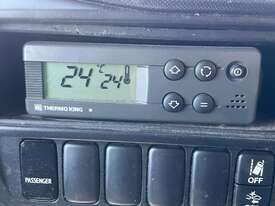 24°C 24
THERMO KING
=
PASSENGER
OFF